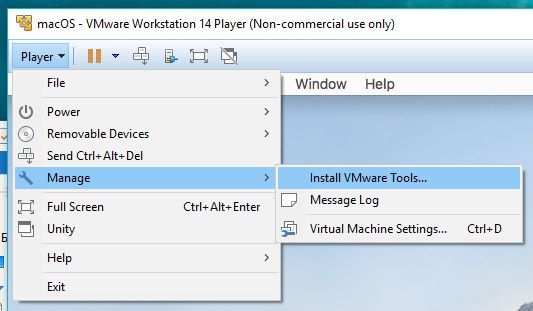 macOS - VMware Workstation 14 Player (Non-commercial use only)
Player
Window Help
File
Power
Removable Devices
Send Ctrl+Alt+Del
Manage
Install VMware Tools...
Message Log
Full Screen Ctrl+Alt+Enter
Unity
Virtual Machine Settings... Ctrl+D
Help
Exit
Б